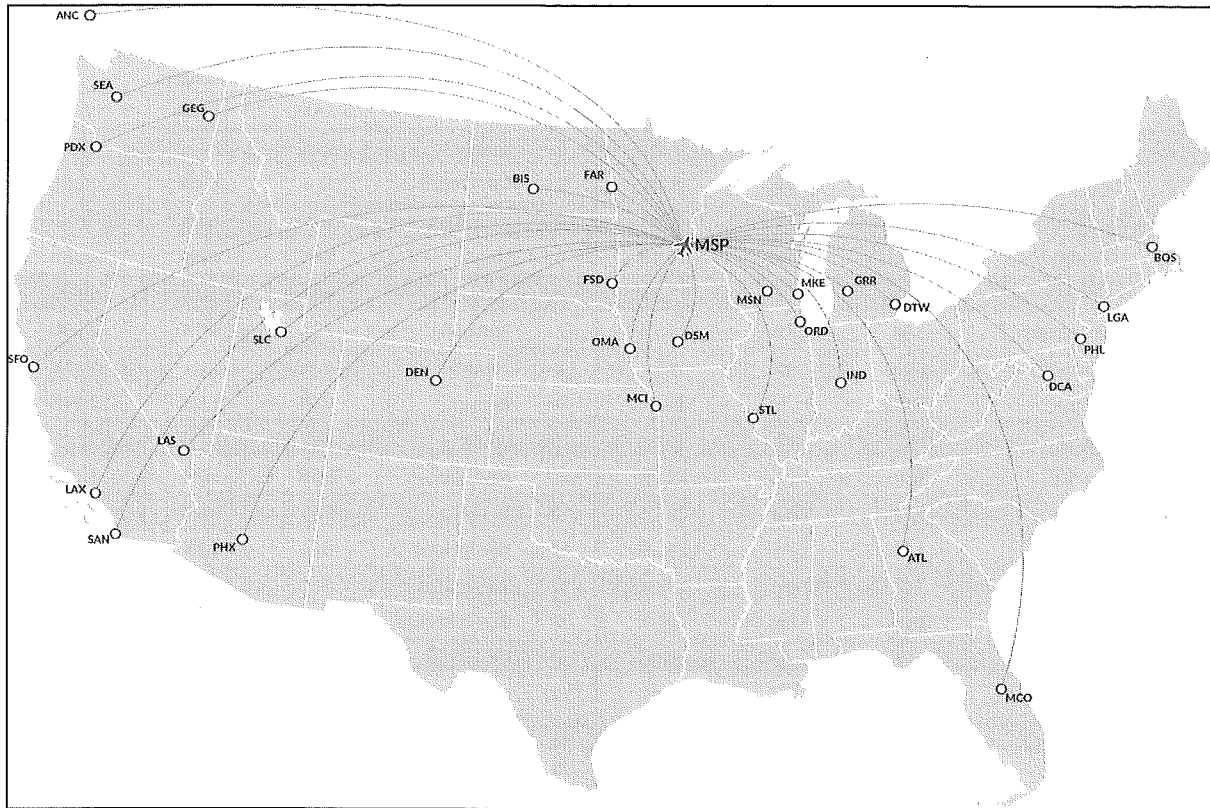 ANC
SEA
GEG
PDX
BIS
FAR
MSP
BOS
FSD
MSN
MKE
GRR
DTW
LGA
SLC
ORD
OMA
DSM
PHL
SFO
DEN
IND
DCA
MCI
STL
LAS
LAX
SAN
PHX
ATL
MCO